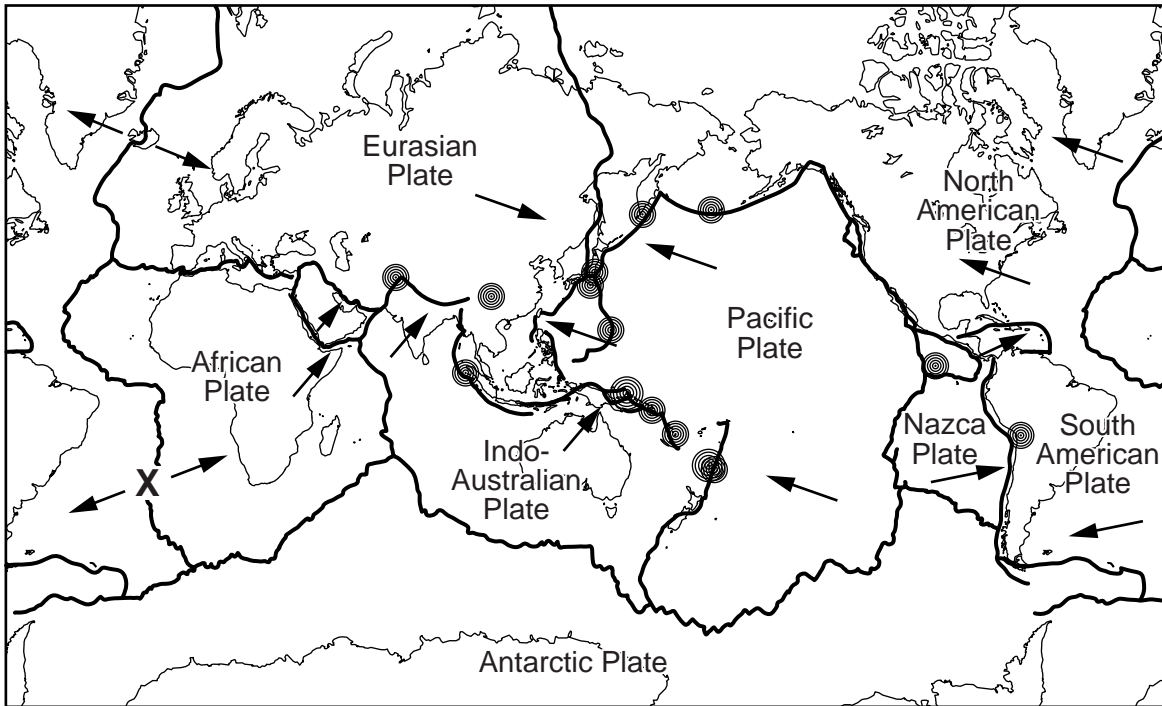 Eurasian
Plate
North
American
Plate
African
Plate
Pacific
Plate
Indo-
Australian
Plate
Nazca
Plate
South
American
Plate
X
Antarctic Plate